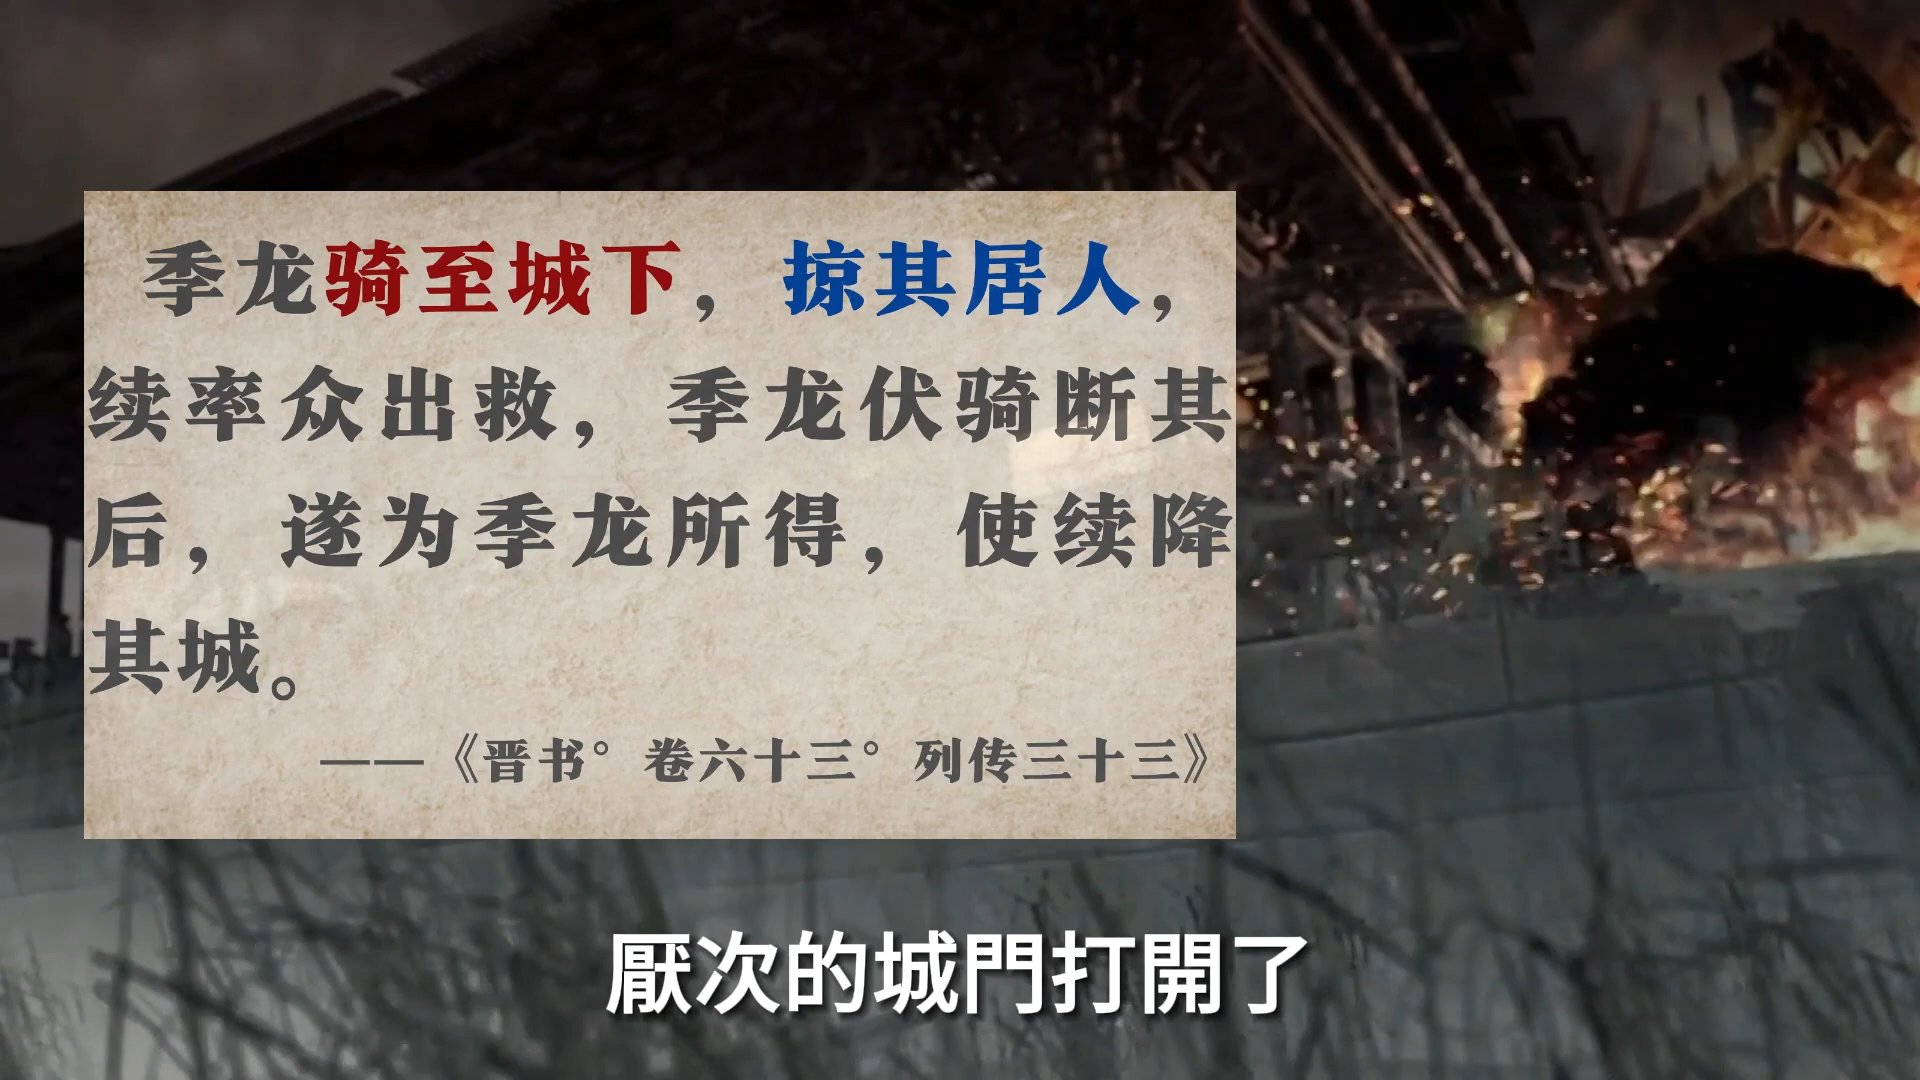 季龙骑至城下，掠其居人，
续率众出救，季龙伏骑断其
后，遂为季龙所得，使续降
其城。
——《晋书°卷六十三°列传三十三》
厭次的城門打開了